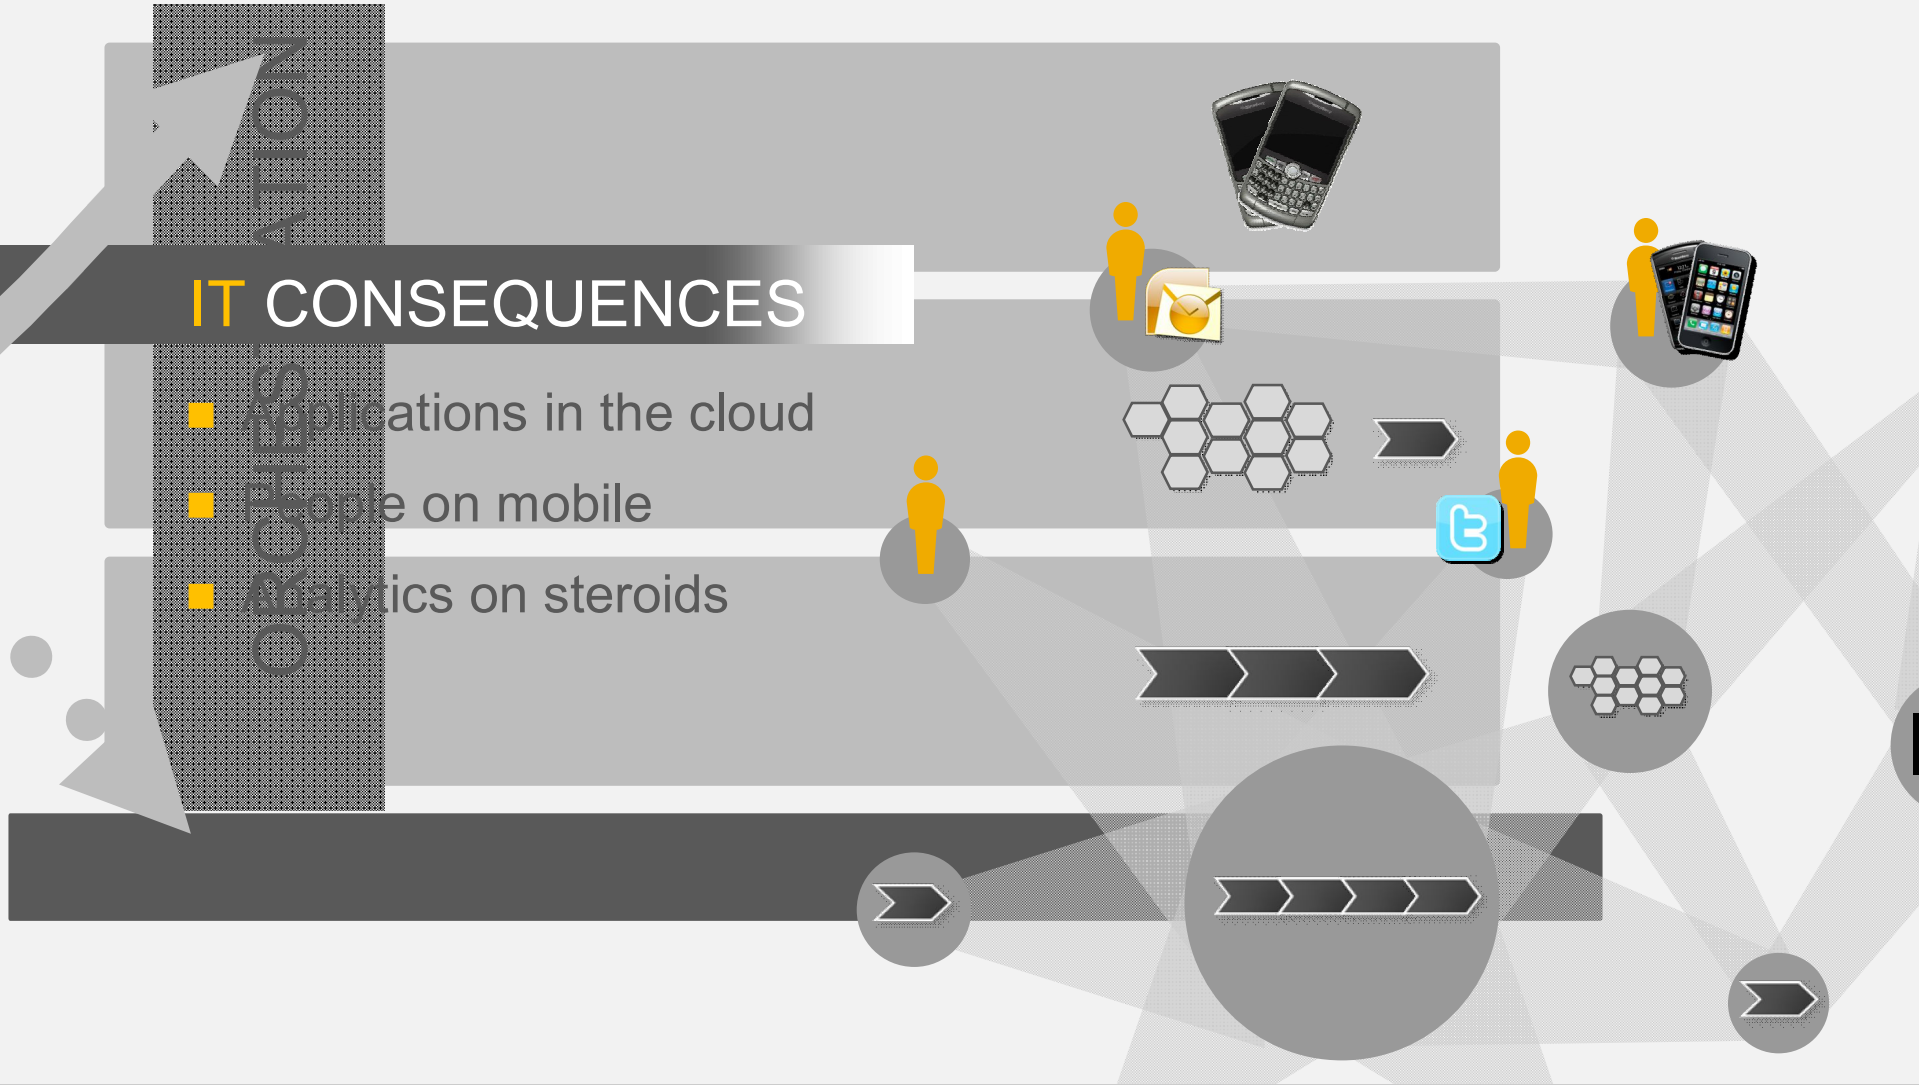 ORCHESTRATION
IT CONSEQUENCES
Applications in the cloud
People on mobile
Analytics on steroids